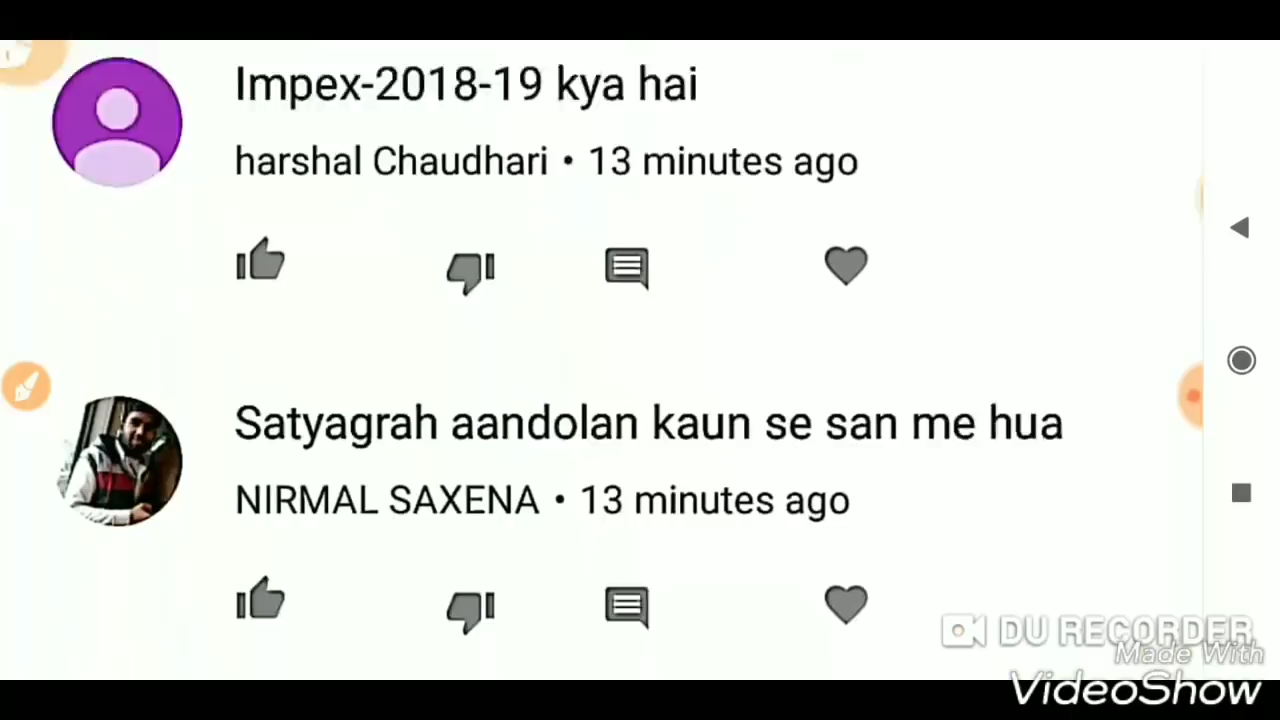 Impex-2018-19 kya hai
harshal Chaudhari • 13 minutes ago
Satyagrah aandolan kaun se san me hua
NIRMAL SAXENA • 13 minutes ago
DU RECORDER
Made With
VideoShow